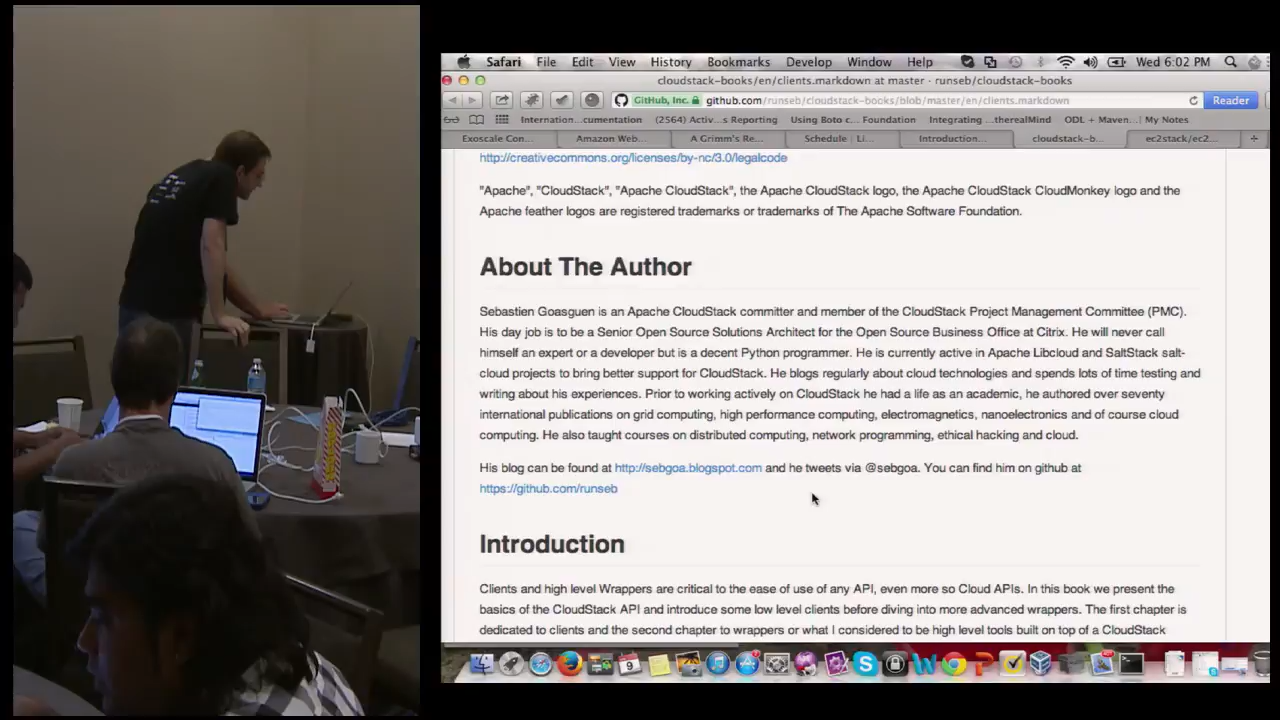 Safari File Edit View History Bookmarks Develop Window Help Wed 6:02 PM
cloudstack-books/en/clients.markdown at master · runseb/cloudstack-books
GitHub, Inc. github.com/runseb/cloudstack-books/blob/master/en/clients.markdown Reader
Internation...cumentation (2564) Activ...s Reporting Using Boto c... Foundation Integrating ...therealMind ODL + Maven... | My Notes
Exoscale Con... Amazon Web... A Grimm's Re... Schedule | Li... Introduction... cloudstack-b... ec2stack/ec2...
http://creativecommons.org/licenses/by-nc/3.0/legalcode
"Apache", "CloudStack", "Apache CloudStack", the Apache CloudStack logo, the Apache CloudStack CloudMonkey logo and the
Apache feather logos are registered trademarks or trademarks of The Apache Software Foundation.
About The Author
Sebastien Goasguen is an Apache CloudStack committer and member of the CloudStack Project Management Committee (PMC).
His day job is to be a Senior Open Source Solutions Architect for the Open Source Business Office at Citrix. He will never call
himself an expert or a developer but is a decent Python programmer. He is currently active in Apache Libcloud and SaltStack salt-
cloud projects to bring better support for CloudStack. He blogs regularly about cloud technologies and spends lots of time testing and
writing about his experiences. Prior to working actively on CloudStack he had a life as an academic, he authored over seventy
international publications on grid computing, high performance computing, electromagnetics, nanoelectronics and of course cloud
computing. He also taught courses on distributed computing, network programming, ethical hacking and cloud.
His blog can be found at http://sebgoa.blogspot.com and he tweets via @sebgoa. You can find him on github at
https://github.com/runseb
Introduction
Clients and high level Wrappers are critical to the ease of use of any API, even more so Cloud APIs. In this book we present the
basics of the CloudStack API and introduce some low level clients before diving into more advanced wrappers. The first chapter is
dedicated to clients and the second chapter to wrappers or what I considered to be high level tools built on top of a CloudStack
9